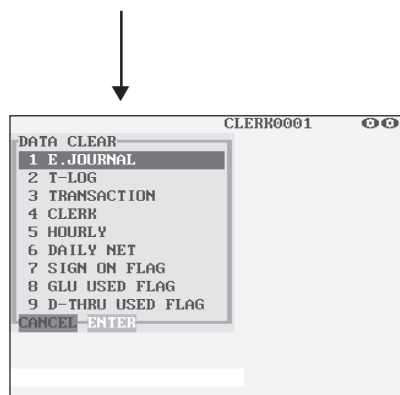 CLERK0001
DATA CLEAR
1 E.JOURNAL
2 T-LOG
3 TRANSACTION
4 CLERK
5 HOURLY
6 DAILY NET
7 SIGN ON FLAG
8 GLU USED FLAG
9 D-THRU USED FLAG
CANCEL ENTER